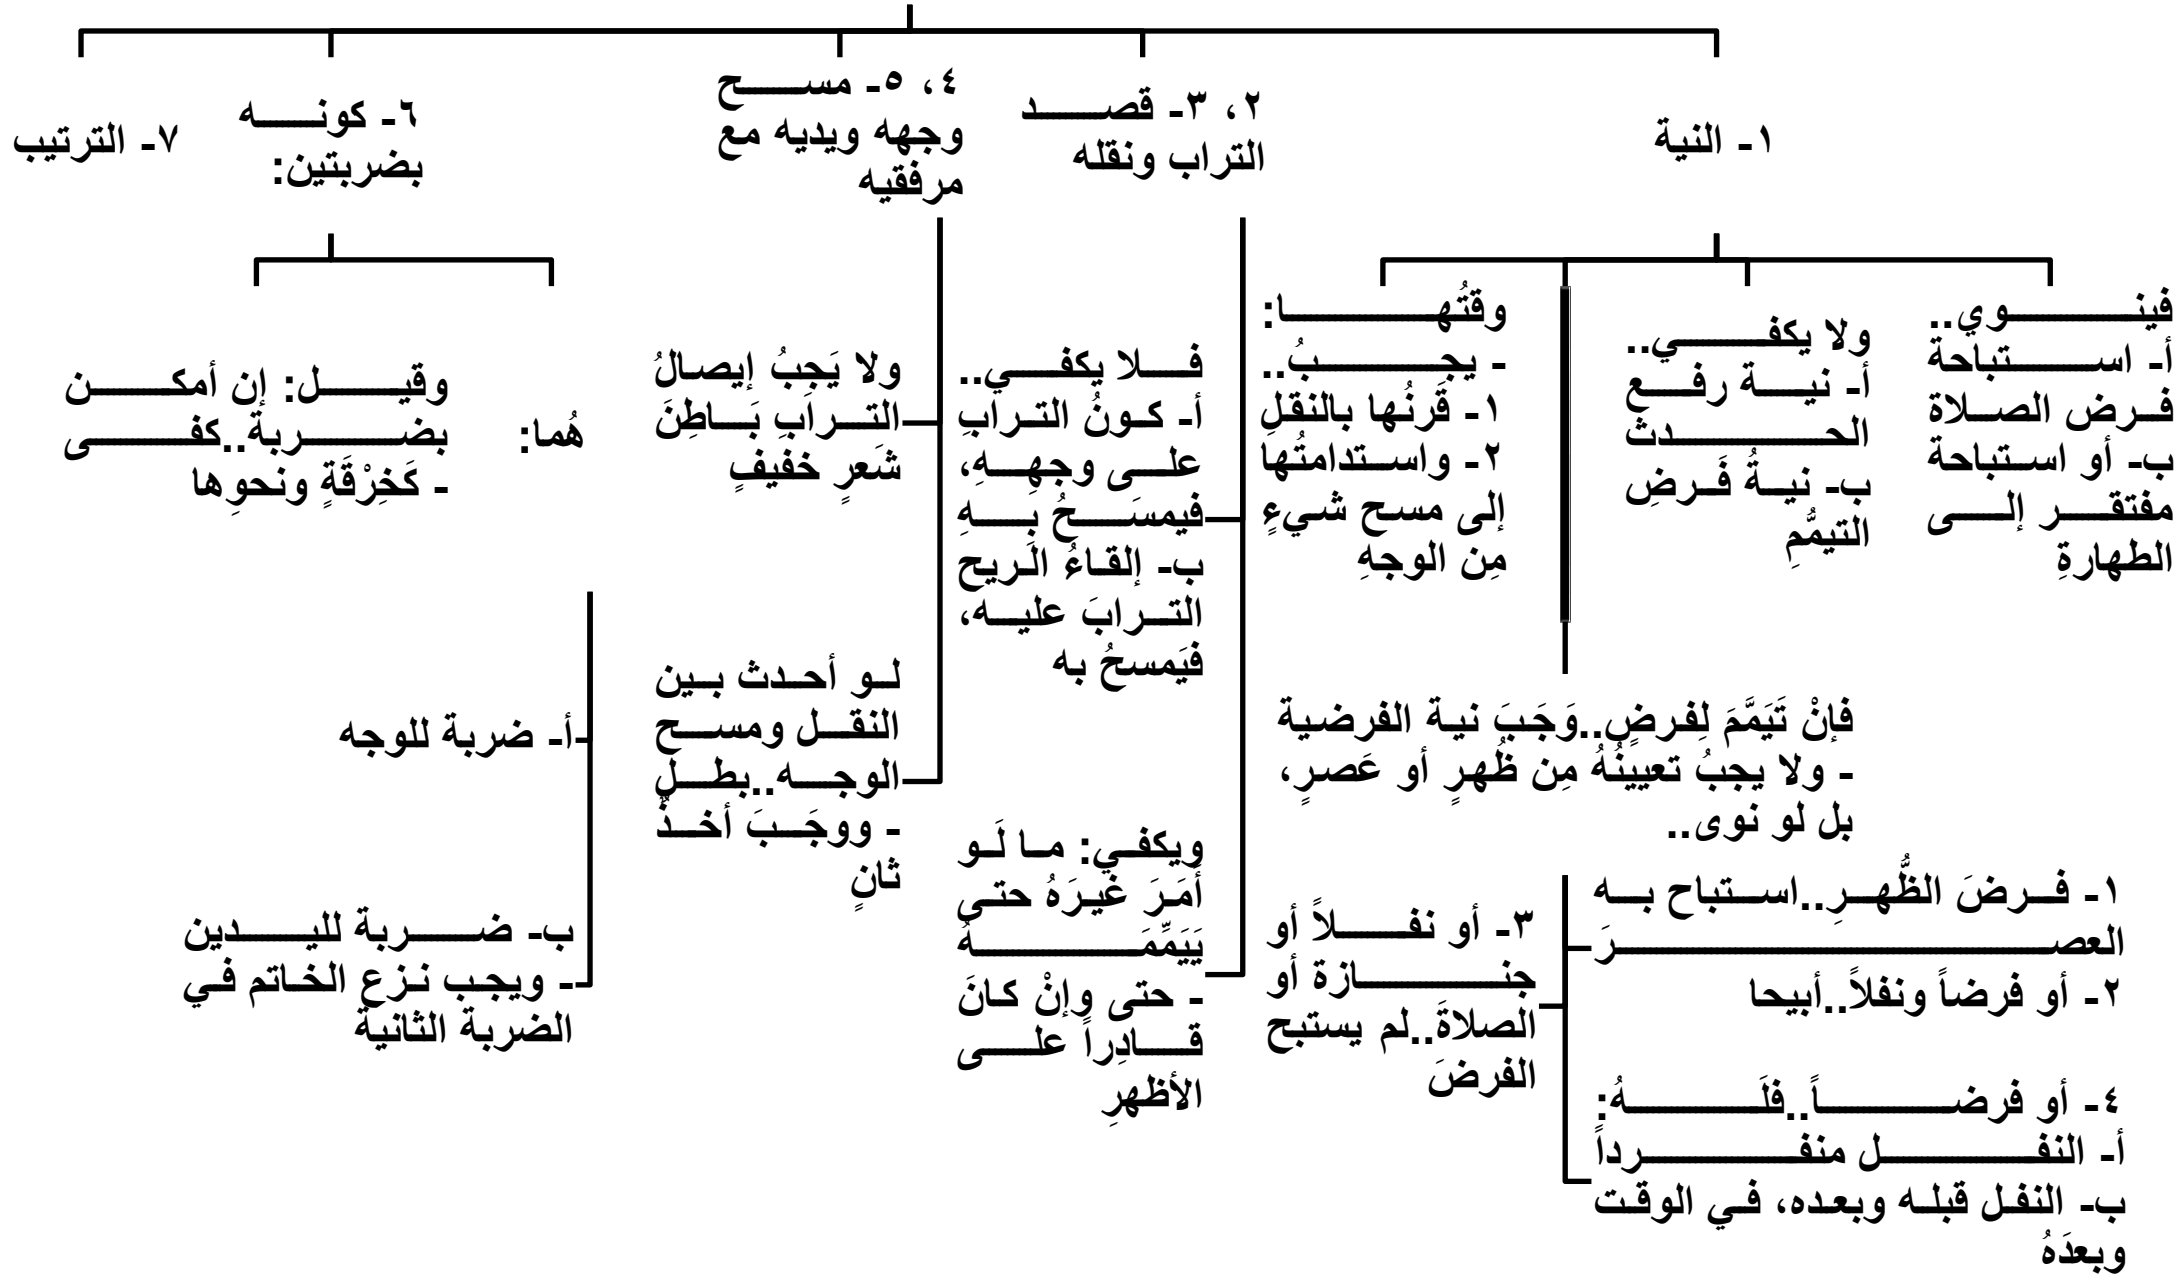 ١- النية
٢، ٣- قصد
التراب ونقله
٤، ٥- مسح
وجهه ويديه مع
مرفقيه
٦- كونه
بضربتين:
٧- الترتيب
فينوي..
أ- استباحة
فرض الصلاة
ب- أو استباحة
مفتقر إلى
الطهارةِ
ولا يكفي..
أ- نية رفع
الحدث
ب- نيةُ فَرضِ
التيمُّمِ
وقتُها:
- يجبُ..
١- قَرنُها بالنقلِ
٢- واستدامتُها
إلى مسح شيءٍ
مِن الوجهِ
فإنْ تَيَمَّمَ لِفرضٍ..وَجَبَ نية الفرضية
- ولا يجبُ تعيينُهُ مِن ظُهرٍ أو عَصرٍ،
بل لو نوى..
١- فرضَ الظُّهرِ..استباح به
العصرَ
٢- أو فرضاً ونفلاً..أبيحا
٣- أو نفلاً أو
جنازة أو
الصلاةَ..لم يستبح
الفرضَ
٤- أو فرضاً..فلَهُ:
أ- النفل منفرداً
ب- النفل قبله وبعده، في الوقت
وبعدَهُ
فلا يكفي..
أ- كونُ الترابِ
على وجههِ،
فيمسَحُ بِهِ
ب- إلقاءُ الريح
الترابَ عليه،
فيَمسحُ به
ويكفي: ما لَو
أَمَرَ غيرَهُ حتى
يَيَمِّمَهُ
- حتى وإنْ كانَ
قادِراً على
الأظهرِ
ولا يَجِبُ إيصالُ
الترابِ بَاطِنَ
شَعرٍ خفيفٍ
لو أحدث بين
النقل ومسح
الوجه..بطل
- ووجَبَ أخذٌ
ثانٍ
هُما:
أ- ضربة للوجه
ب- ضربة لليدين
- ويجب نزع الخاتم في
الضربة الثانية
وقيل: إن أمكن
بضربة..كفى
- كَخِرْقَةٍ ونحوِها